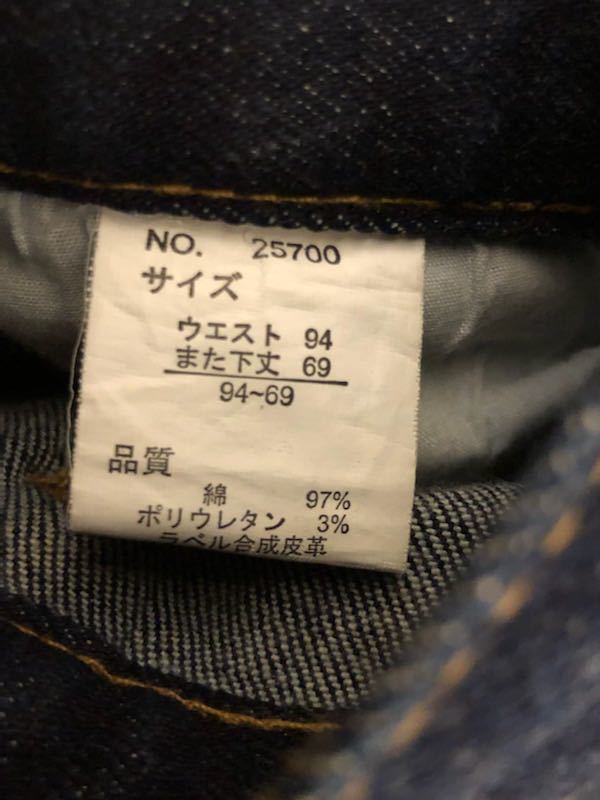 NO. 25700
サイズ
ウエスト 94
また下丈 69
94~69
品質
綿 97%
ポリウレタン 3%
ラベル合成皮革